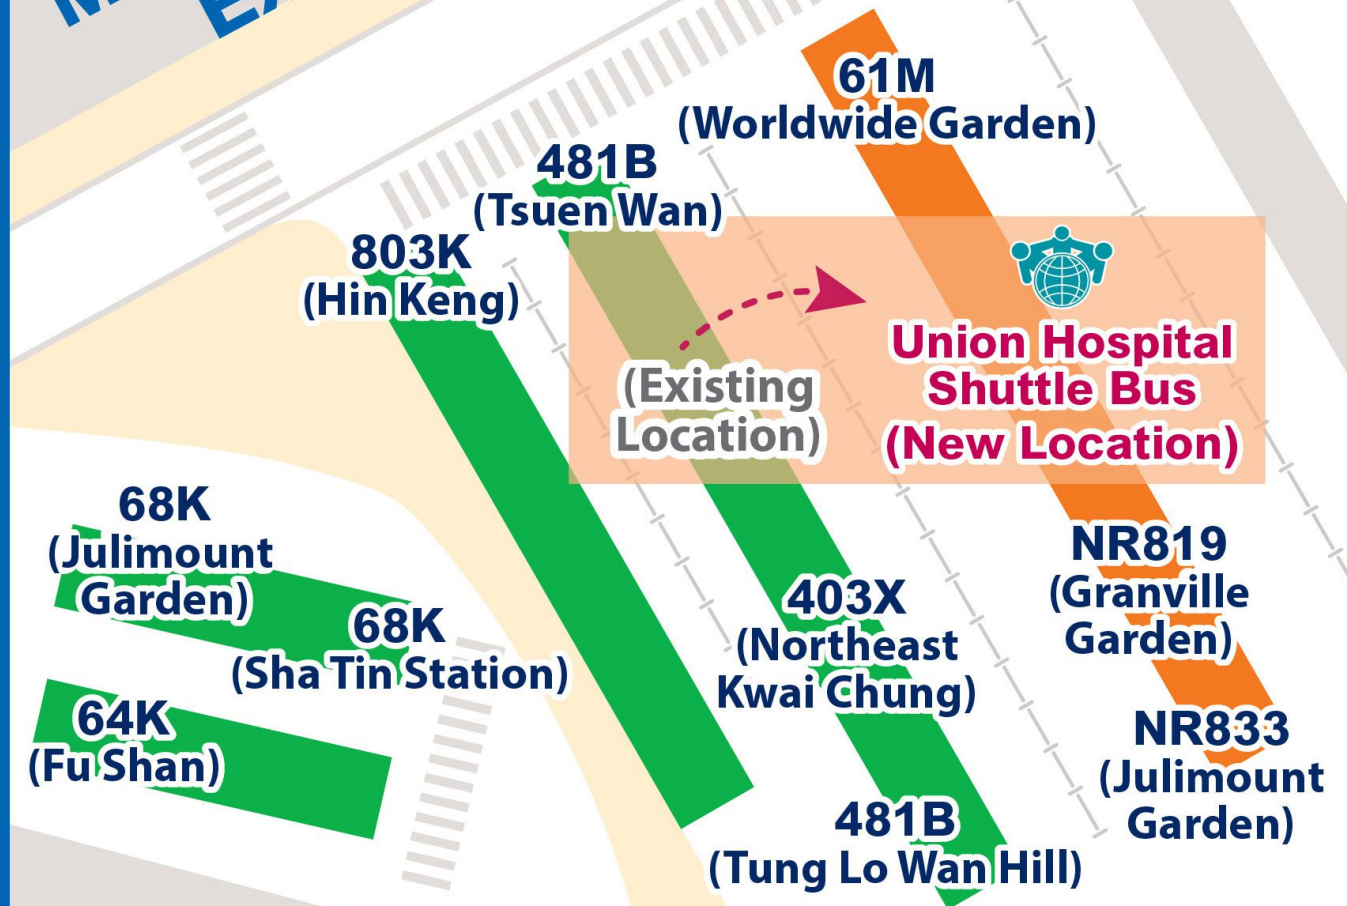 61M
(Worldwide Garden)
481B
(Tsuen Wan)
803K
(Hin Keng)
Union Hospital
Shuttle Bus
(New Location)
(Existing
Location)
68K
(Julimount
Garden)
68K
(Sha Tin Station)
64K
(Fu Shan)
403X
(Northeast
Kwai Chung)
481B
(Tung Lo Wan Hill)
NR819
(Granville
Garden)
NR833
(Julimount
Garden)